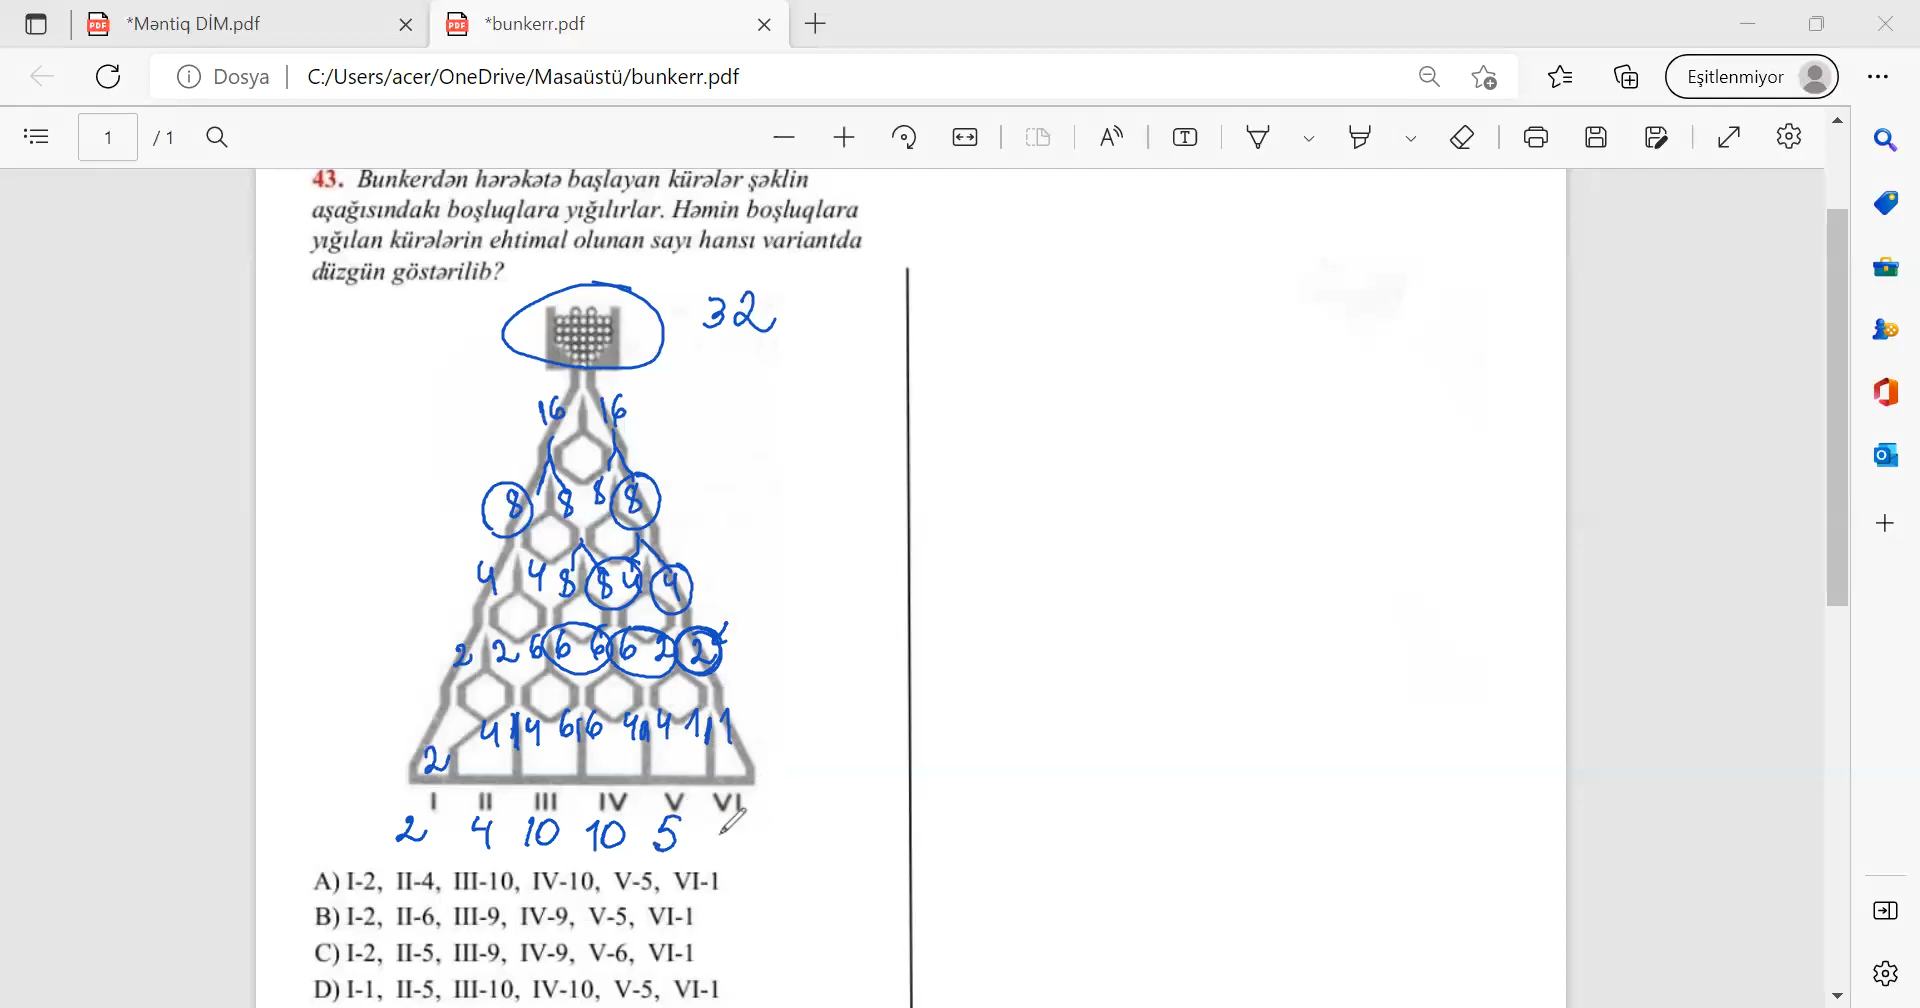 *Məntiq DİM.pdf
*bunkerr.pdf
Dosya C:/Users/acer/OneDrive/Masaüstü/bunkerr.pdf
Eşitlenmiyor
1 / 1
43. Bunkerdən hərəkətə başlayan kürələr şəklin
aşağısındakı boşluqlara yığılırlar. Həmin boşluqlara
yığılan kürələrin ehtimal olunan sayı hansı variantda
düzgün göstərilib?
32
16 16
8 8 8 8
4 4 8 8 4 4
2 2 6 6 6 6 2 2
4 4 6 6 4 4 1 1
2
I II III IV V VI
2 4 10 10 5
A) I-2, II-4, III-10, IV-10, V-5, VI-1
B) I-2, II-6, III-9, IV-9, V-5, VI-1
C) I-2, II-5, III-9, IV-9, V-6, VI-1
D) I-1, II-5, III-10, IV-10, V-5, VI-1